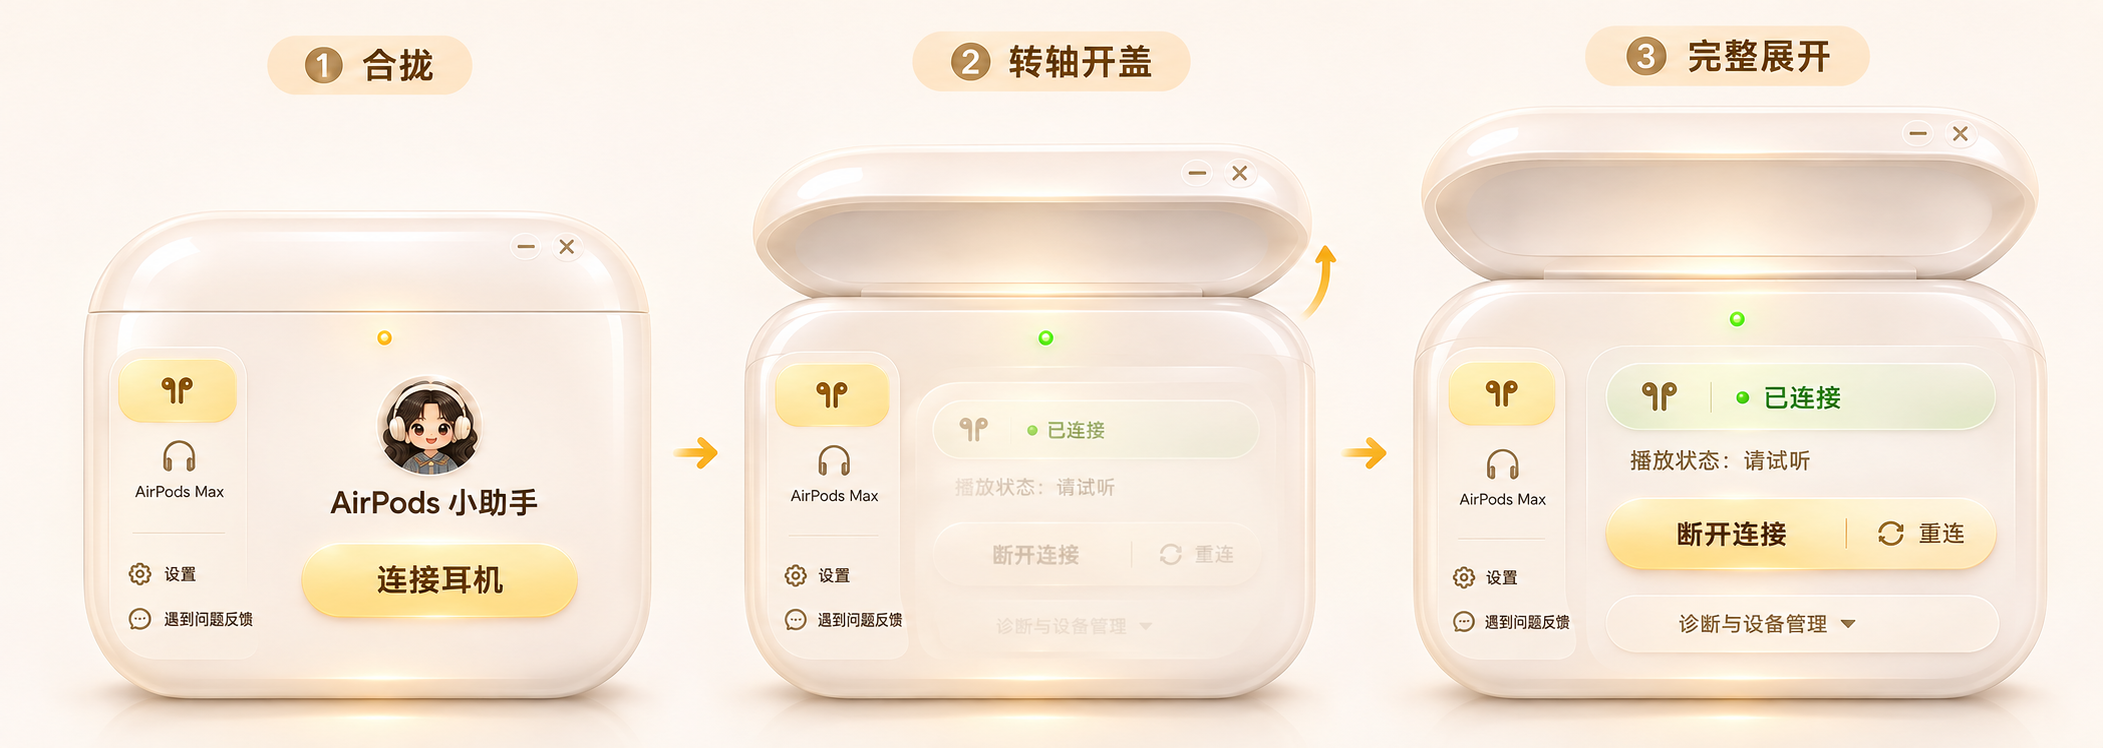 1 合拢
AirPods Max
设置
遇到问题反馈
AirPods 小助手
连接耳机
2 转轴开盖
AirPods Max
设置
遇到问题反馈
已连接
播放状态：请试听
断开连接 重连
诊断与设备管理
3 完整展开
AirPods Max
设置
遇到问题反馈
已连接
播放状态：请试听
断开连接 重连
诊断与设备管理